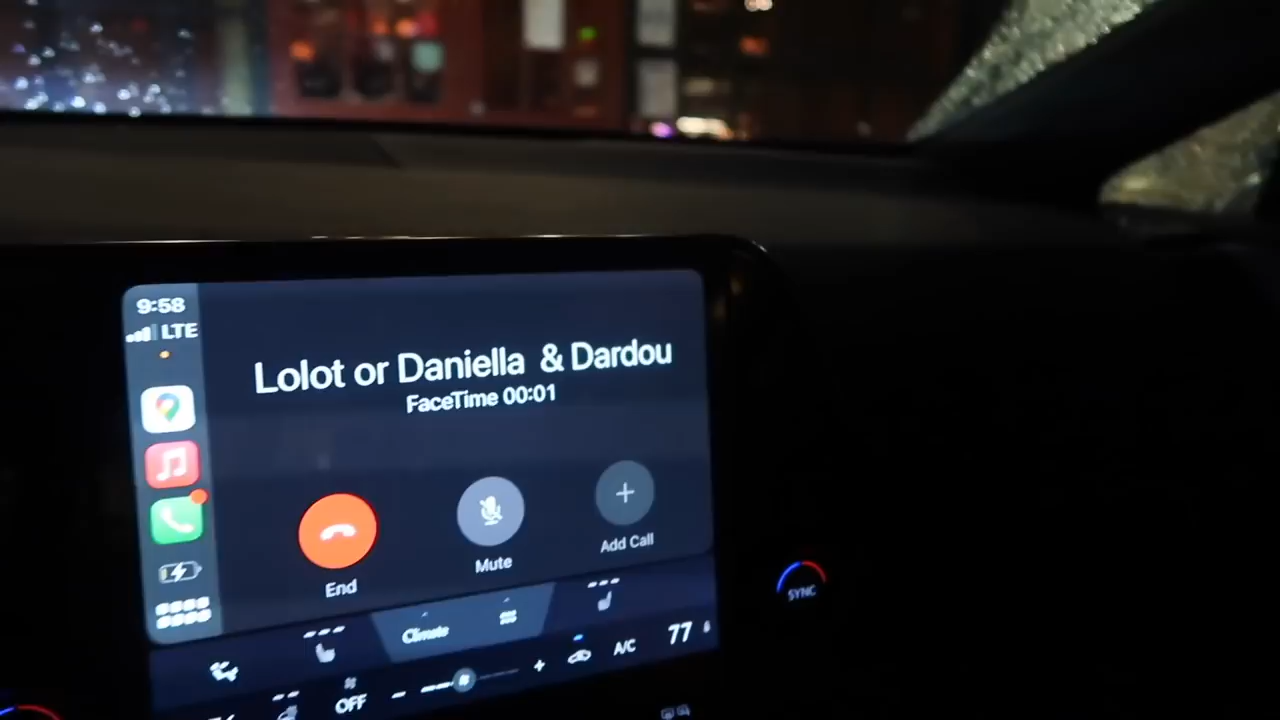 9:58
LTE
Lolot or Daniella & Dardou
FaceTime 00:01
End
Mute
Add Call
Climate
OFF
A/C
77
SYNC